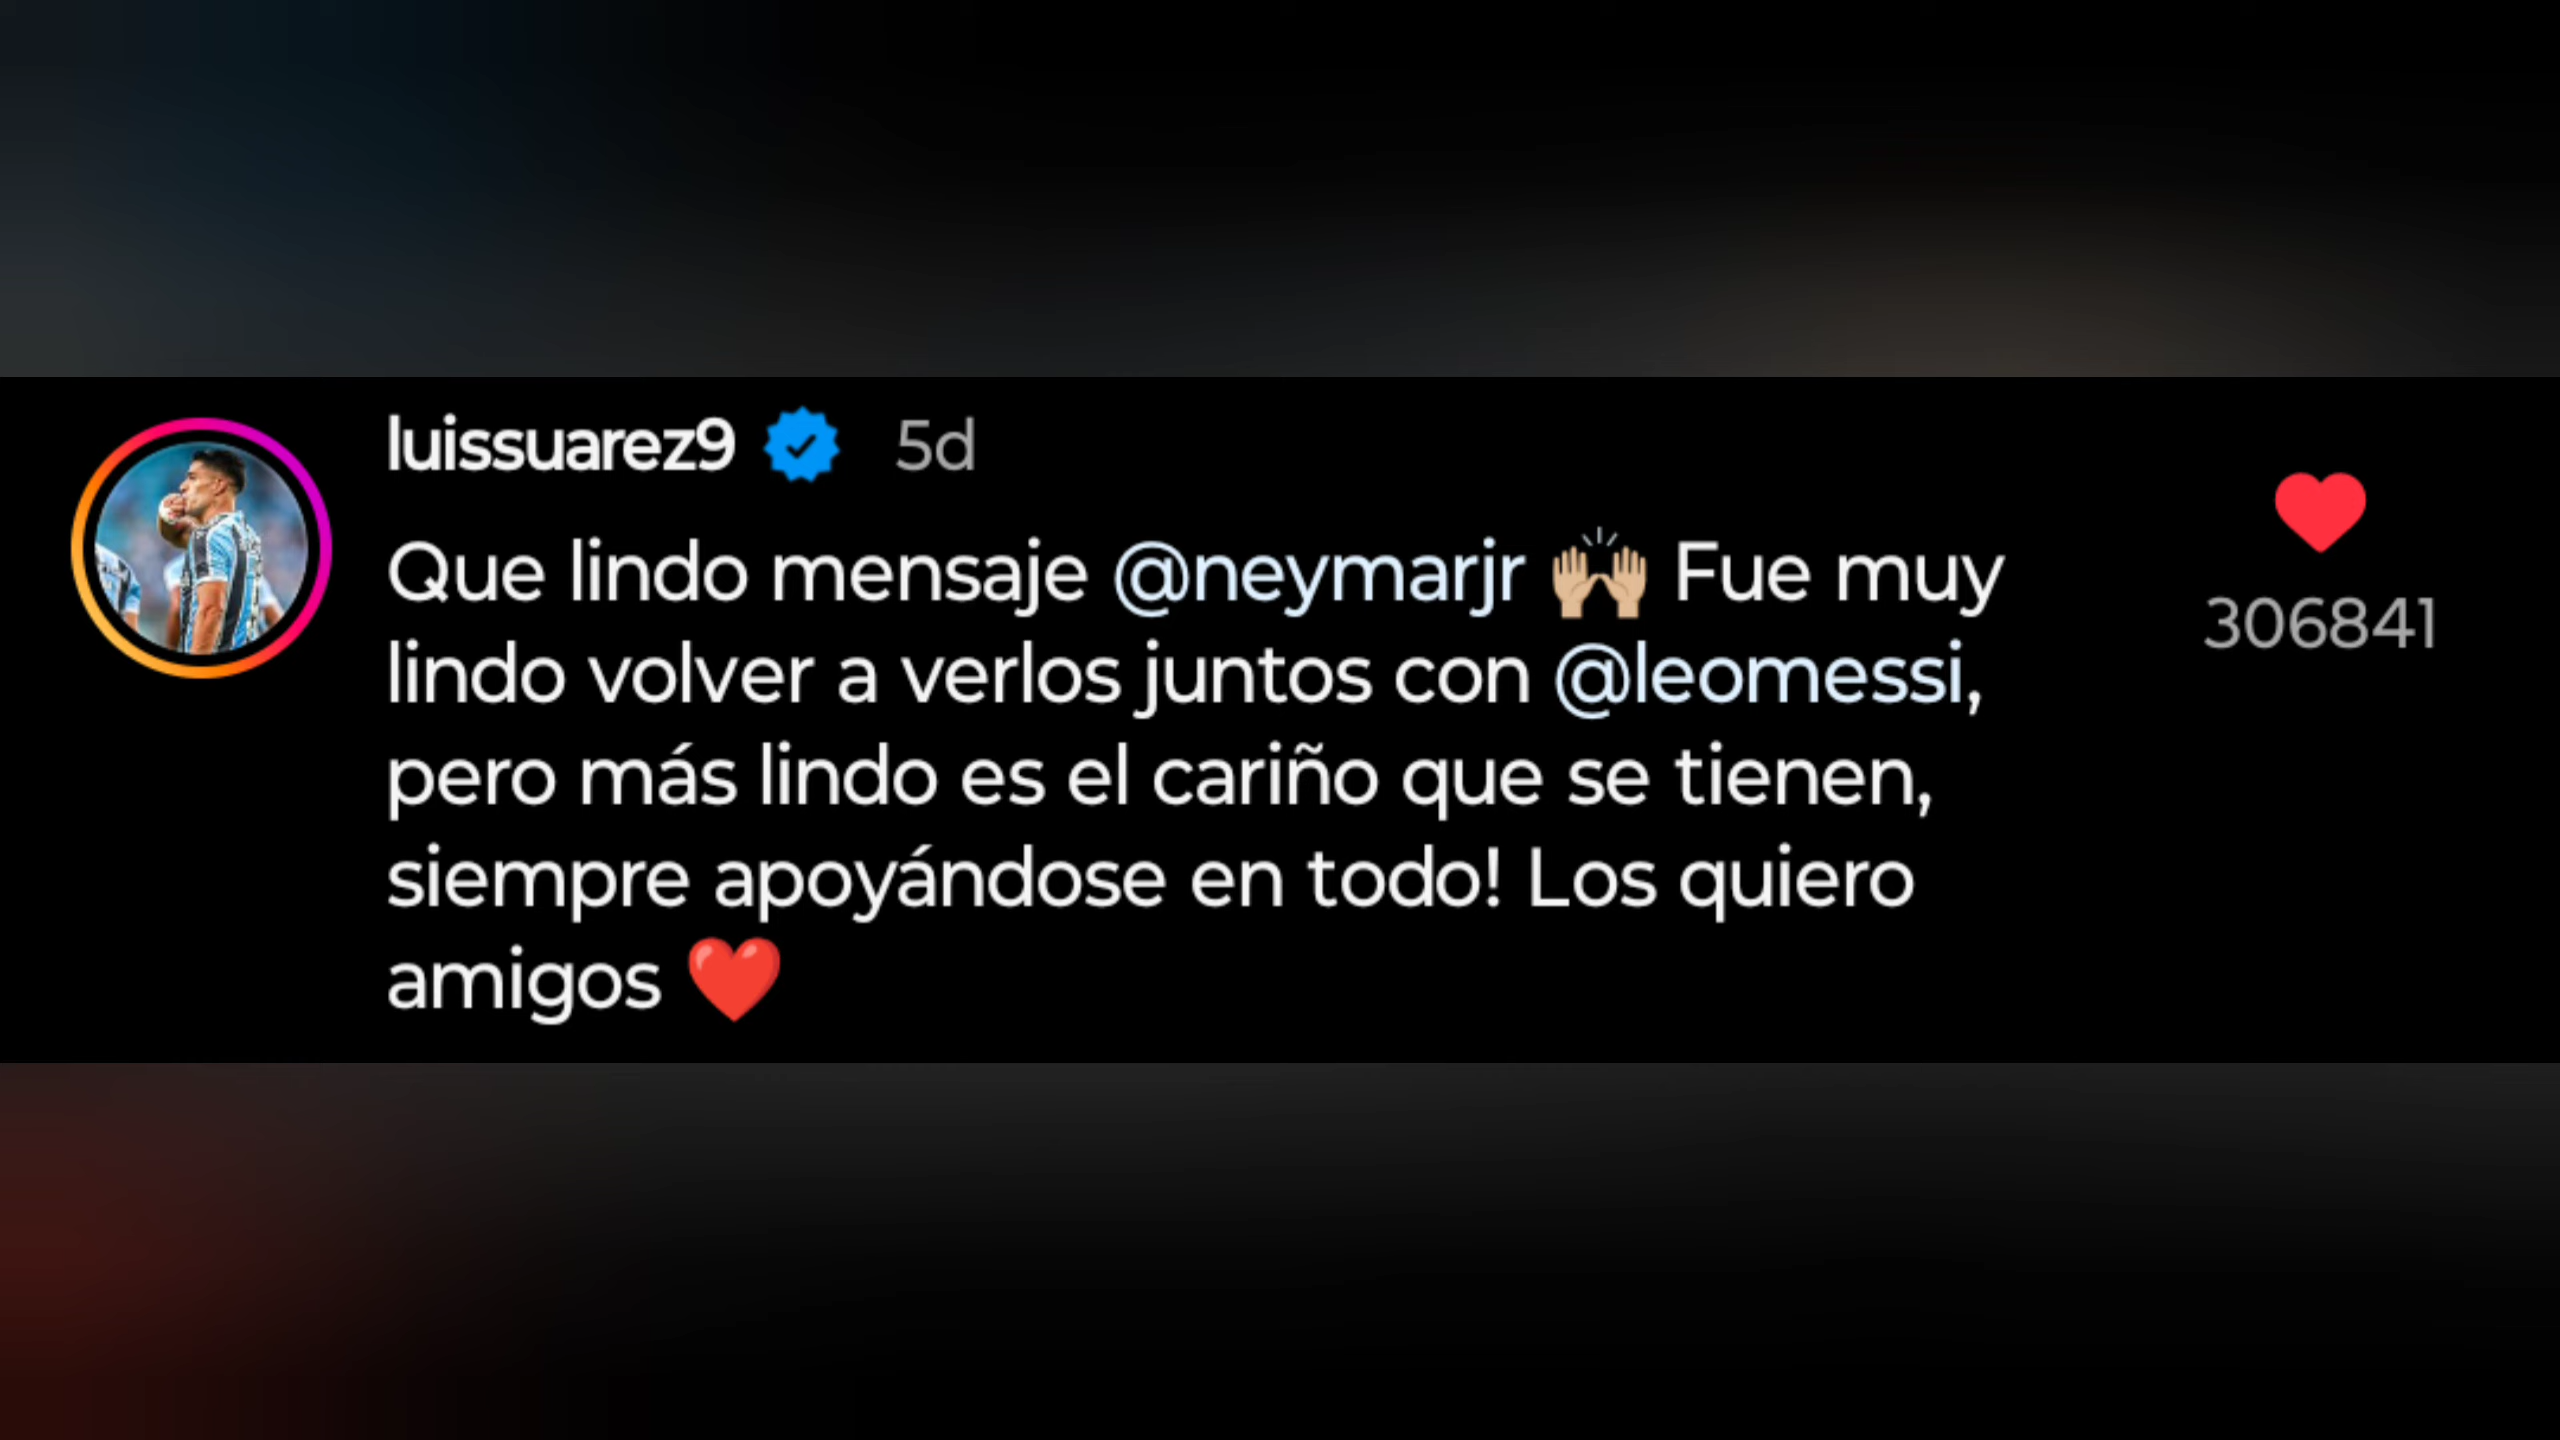 luissuarez9 5d
Que lindo mensaje @neymarjr 🙌🏼 Fue muy
lindo volver a verlos juntos con @leomessi,
pero más lindo es el cariño que se tienen,
siempre apoyándose en todo! Los quiero
amigos ❤️
306841